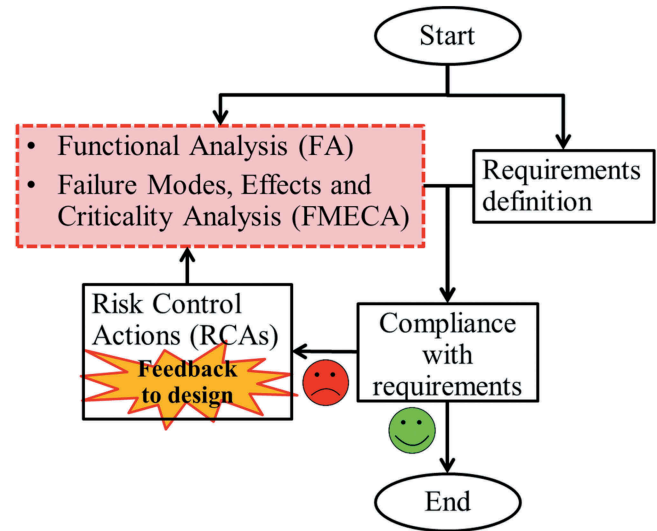 Start
• Functional Analysis (FA)
• Failure Modes, Effects and
Criticality Analysis (FMECA)
Requirements
definition
Risk Control
Actions (RCAs)
Feedback
to design
Compliance
with
requirements
End